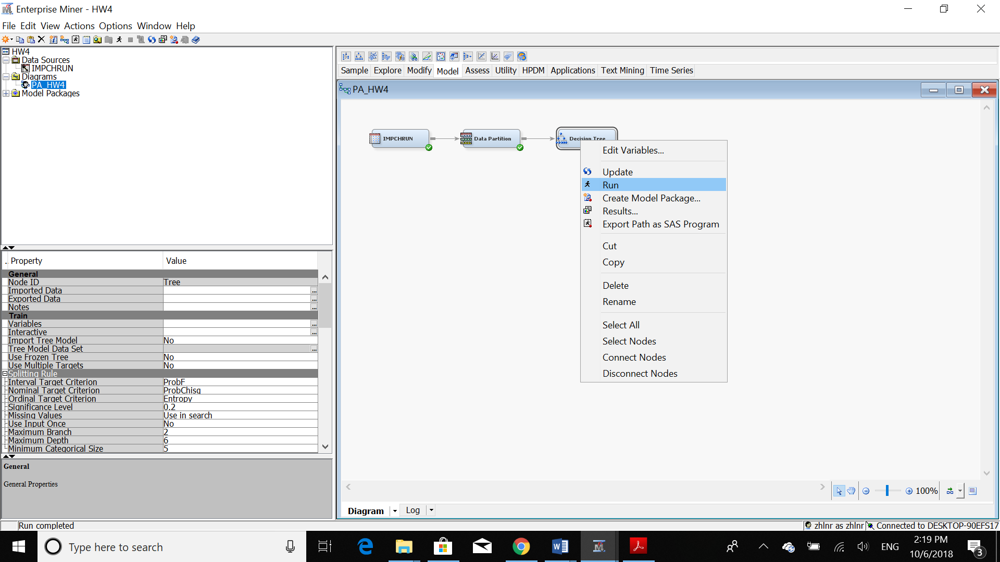 Enterprise Miner - HW4
File Edit View Actions Options Window Help
HW4
Data Sources
IMPCHRUN
Diagrams
PA_HW4
Model Packages
Sample Explore Modify Model Assess Utility HPDM Applications Text Mining Time Series
PA_HW4
IMPCHRUN
Data Partition
Decision Tree
Edit Variables...
Update
Run
Create Model Package...
Results...
Export Path as SAS Program
Cut
Copy
Delete
Rename
Select All
Select Nodes
Connect Nodes
Disconnect Nodes
.. Property Value
General
Node ID Tree
Imported Data ...
Exported Data ...
Notes ...
Train
Variables ...
Interactive ...
Import Tree Model No
Tree Model Data Set ...
Use Frozen Tree No
Use Multiple Targets No
Splitting Rule
Interval Target Criterion ProbF
Nominal Target Criterion ProbChisq
Ordinal Target Criterion Entropy
Significance Level 0.2
Missing Values Use in search
Use Input Once No
Maximum Branch 2
Maximum Depth 6
Minimum Categorical Size 5
General
General Properties
100%
Diagram Log
Run completed
zhlnr as zhlnr Connected to DESKTOP-90EFS17
Type here to search
ENG
2:19 PM
10/6/2018
3